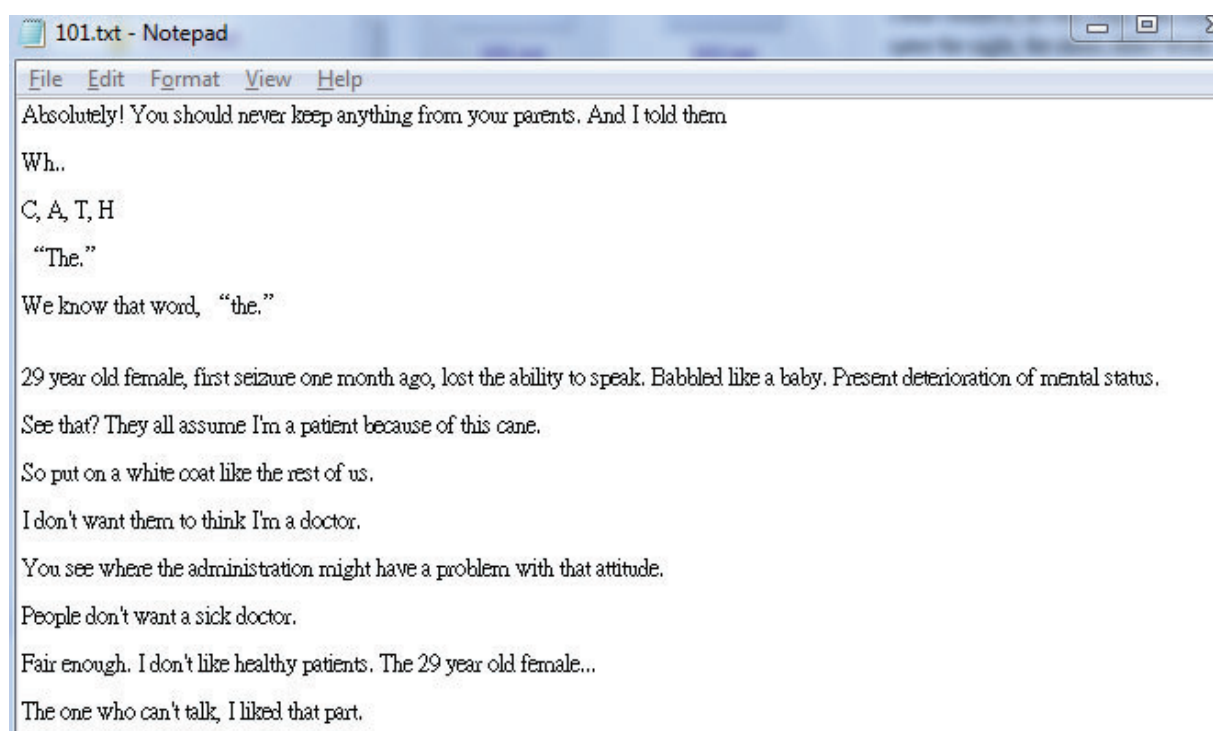 101.txt - Notepad
File Edit Format View Help
Absolutely! You should never keep anything from your parents. And I told them
Wh..
C, A, T, H
“The.”
We know that word, “the.”
29 year old female, first seizure one month ago, lost the ability to speak. Babbled like a baby. Present deterioration of mental status.
See that? They all assume I'm a patient because of this cane.
So put on a white coat like the rest of us.
I don't want them to think I'm a doctor.
You see where the administration might have a problem with that attitude.
People don't want a sick doctor.
Fair enough. I don't like healthy patients. The 29 year old female...
The one who can't talk, I liked that part.